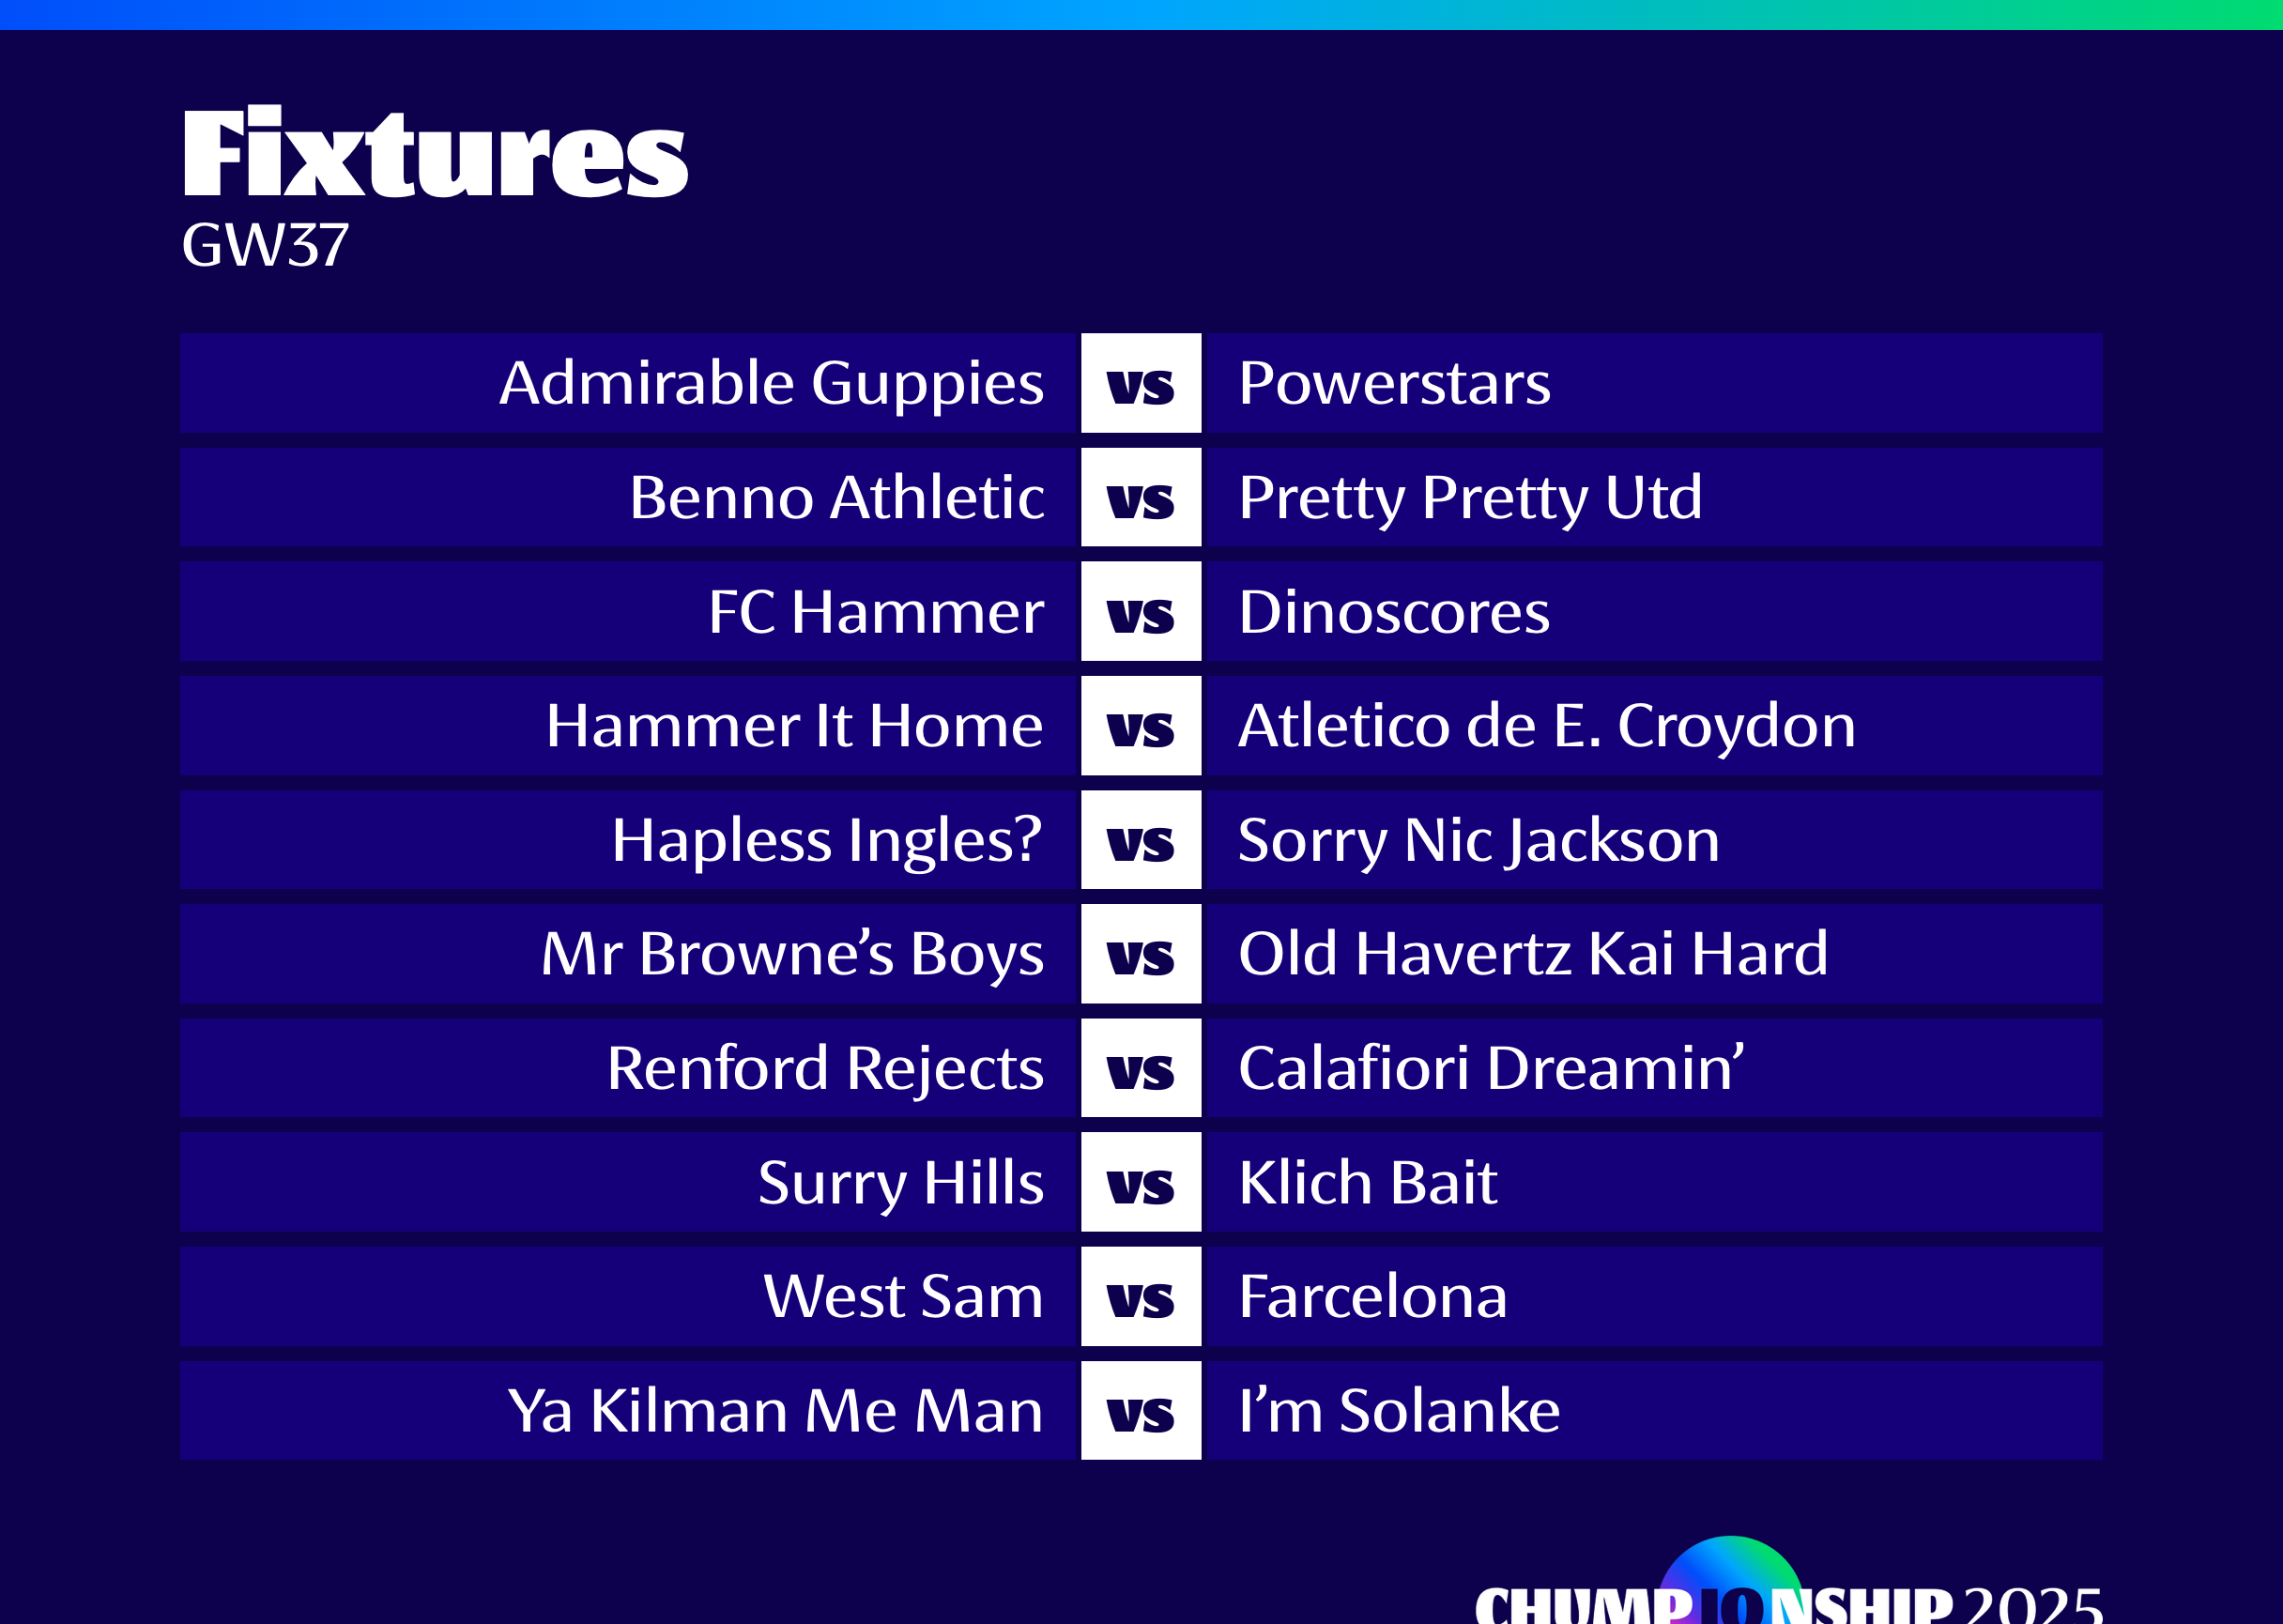 Fixtures
GW37
Admirable Guppies vs Powerstars
Benno Athletic vs Pretty Pretty Utd
FC Hammer vs Dinoscores
Hammer It Home vs Atletico de E. Croydon
Hapless Ingles? vs Sorry Nic Jackson
Mr Browne’s Boys vs Old Havertz Kai Hard
Renford Rejects vs Calafiori Dreamin’
Surry Hills vs Klich Bait
West Sam vs Farcelona
Ya Kilman Me Man vs I’m Solanke
CHUMPIONSHIP 2025